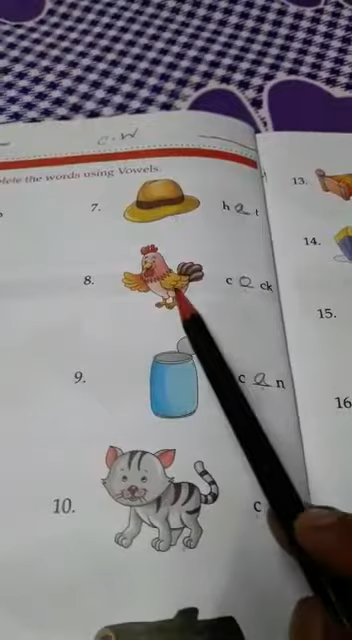 C.W
lete the words using Vowels.
7. h a t
8. c o ck
9. c a n
10. c
13.
14.
15.
16